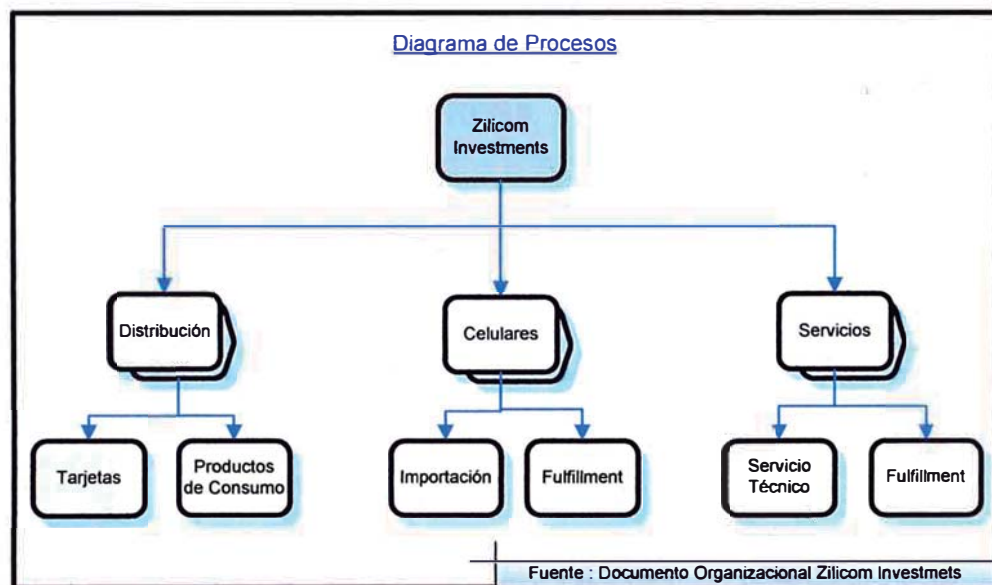 Diagrama de Procesos
Zilicom
Investments
Distribución
Celulares
Servicios
Tarjetas
Productos
de Consumo
Importación
Fulfillment
Servicio
Técnico
Fulfillment
Fuente : Documento Organizacional Zilicom Investmets